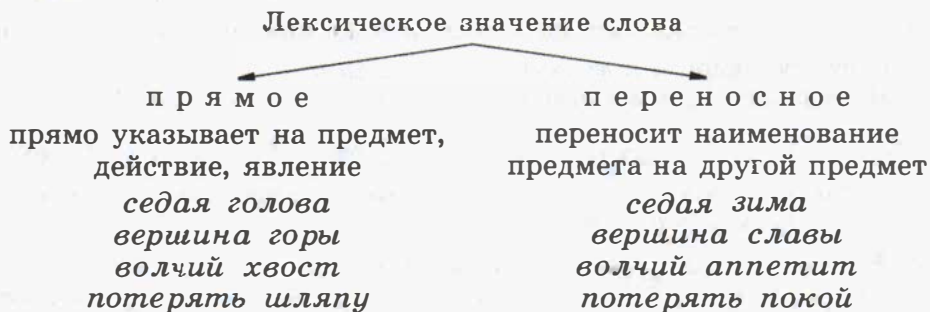 Лексическое значение слова
прямое
прямо указывает на предмет,
действие, явление
седая голова
вершина горы
волчий хвост
потерять шляпу
переносное
переносит наименование
предмета на другой предмет
седая зима
вершина славы
волчий аппетит
потерять покой